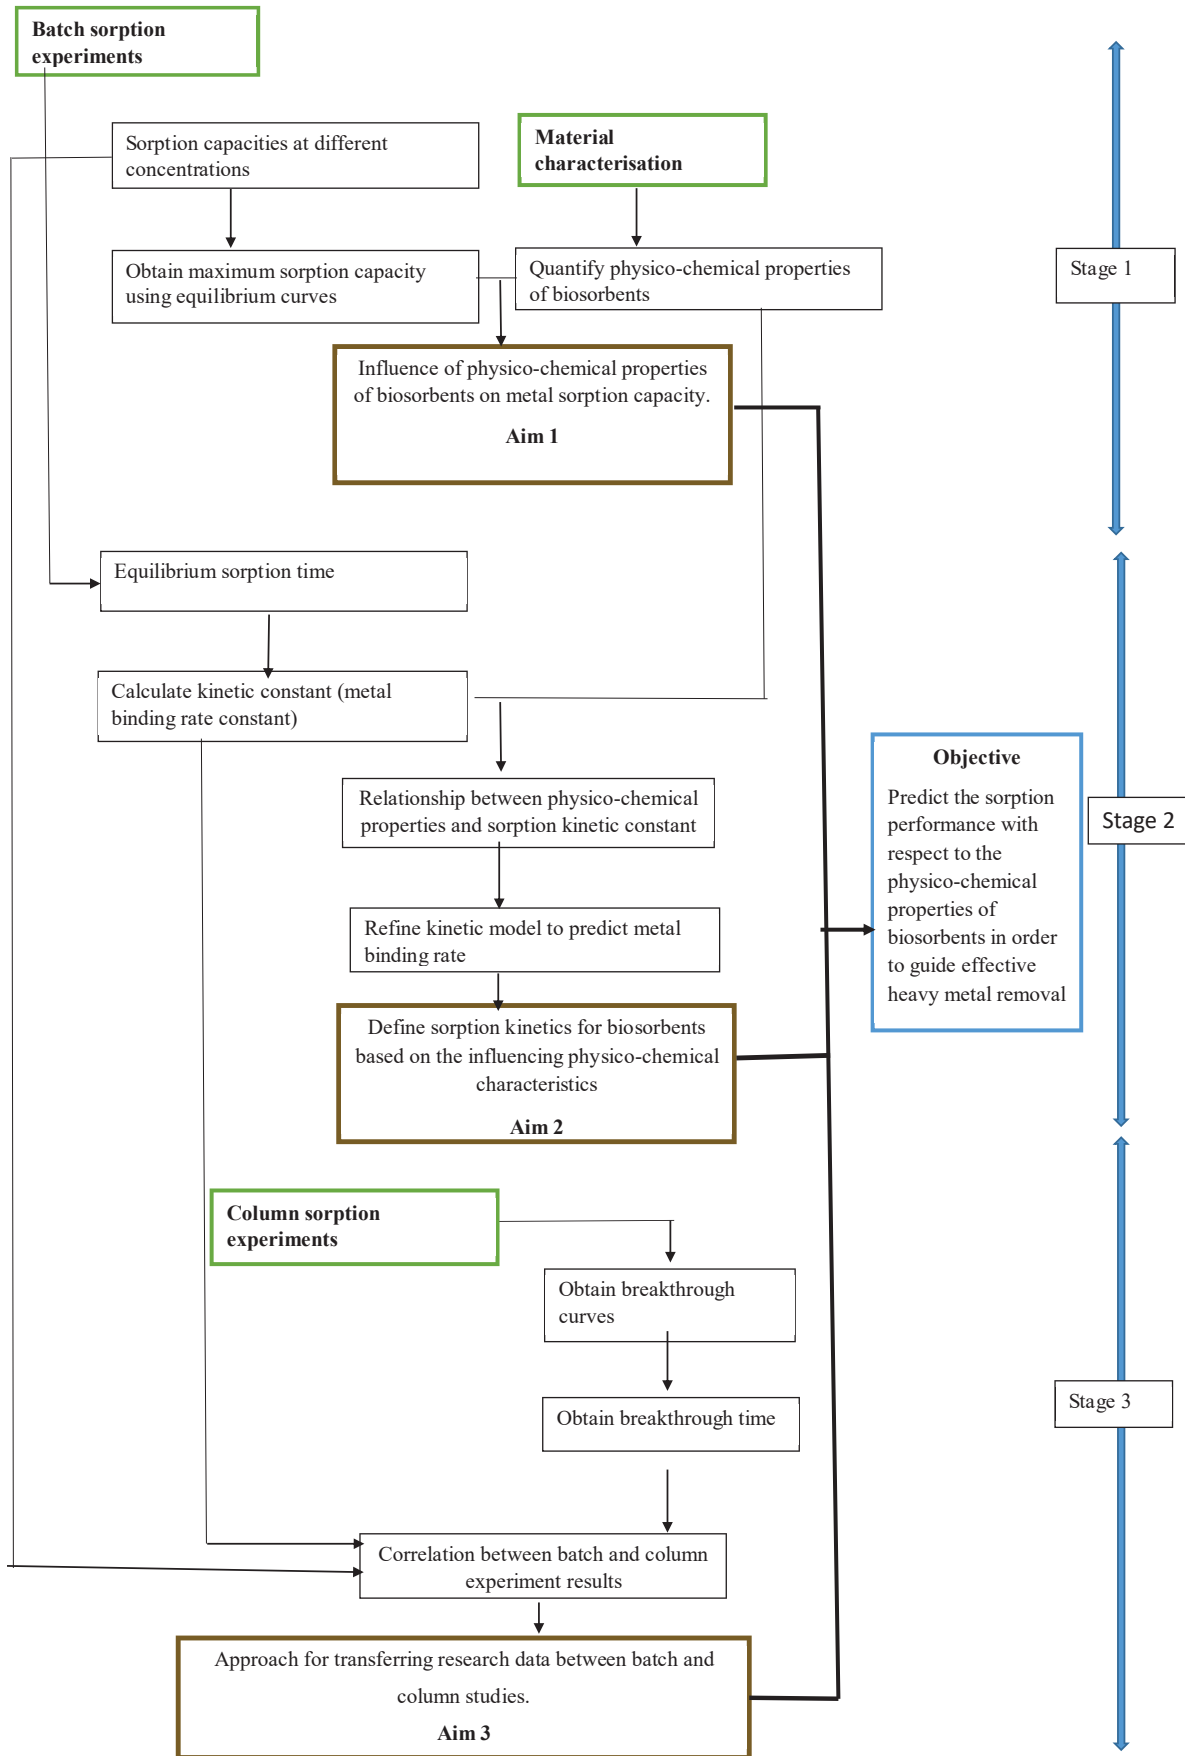 Batch sorption
experiments
Sorption capacities at different
concentrations
Material
characterisation
Obtain maximum sorption capacity
using equilibrium curves
Quantify physico-chemical properties
of biosorbents
Stage 1
Influence of physico-chemical properties
of biosorbents on metal sorption capacity.
Aim 1
Equilibrium sorption time
Calculate kinetic constant (metal
binding rate constant)
Relationship between physico-chemical
properties and sorption kinetic constant
Objective
Predict the sorption
performance with
respect to the
physico-chemical
properties of
biosorbents in order
to guide effective
heavy metal removal
Stage 2
Refine kinetic model to predict metal
binding rate
Define sorption kinetics for biosorbents
based on the influencing physico-chemical
characteristics
Aim 2
Column sorption
experiments
Obtain breakthrough
curves
Obtain breakthrough time
Stage 3
Correlation between batch and column
experiment results
Approach for transferring research data between batch and
column studies.
Aim 3